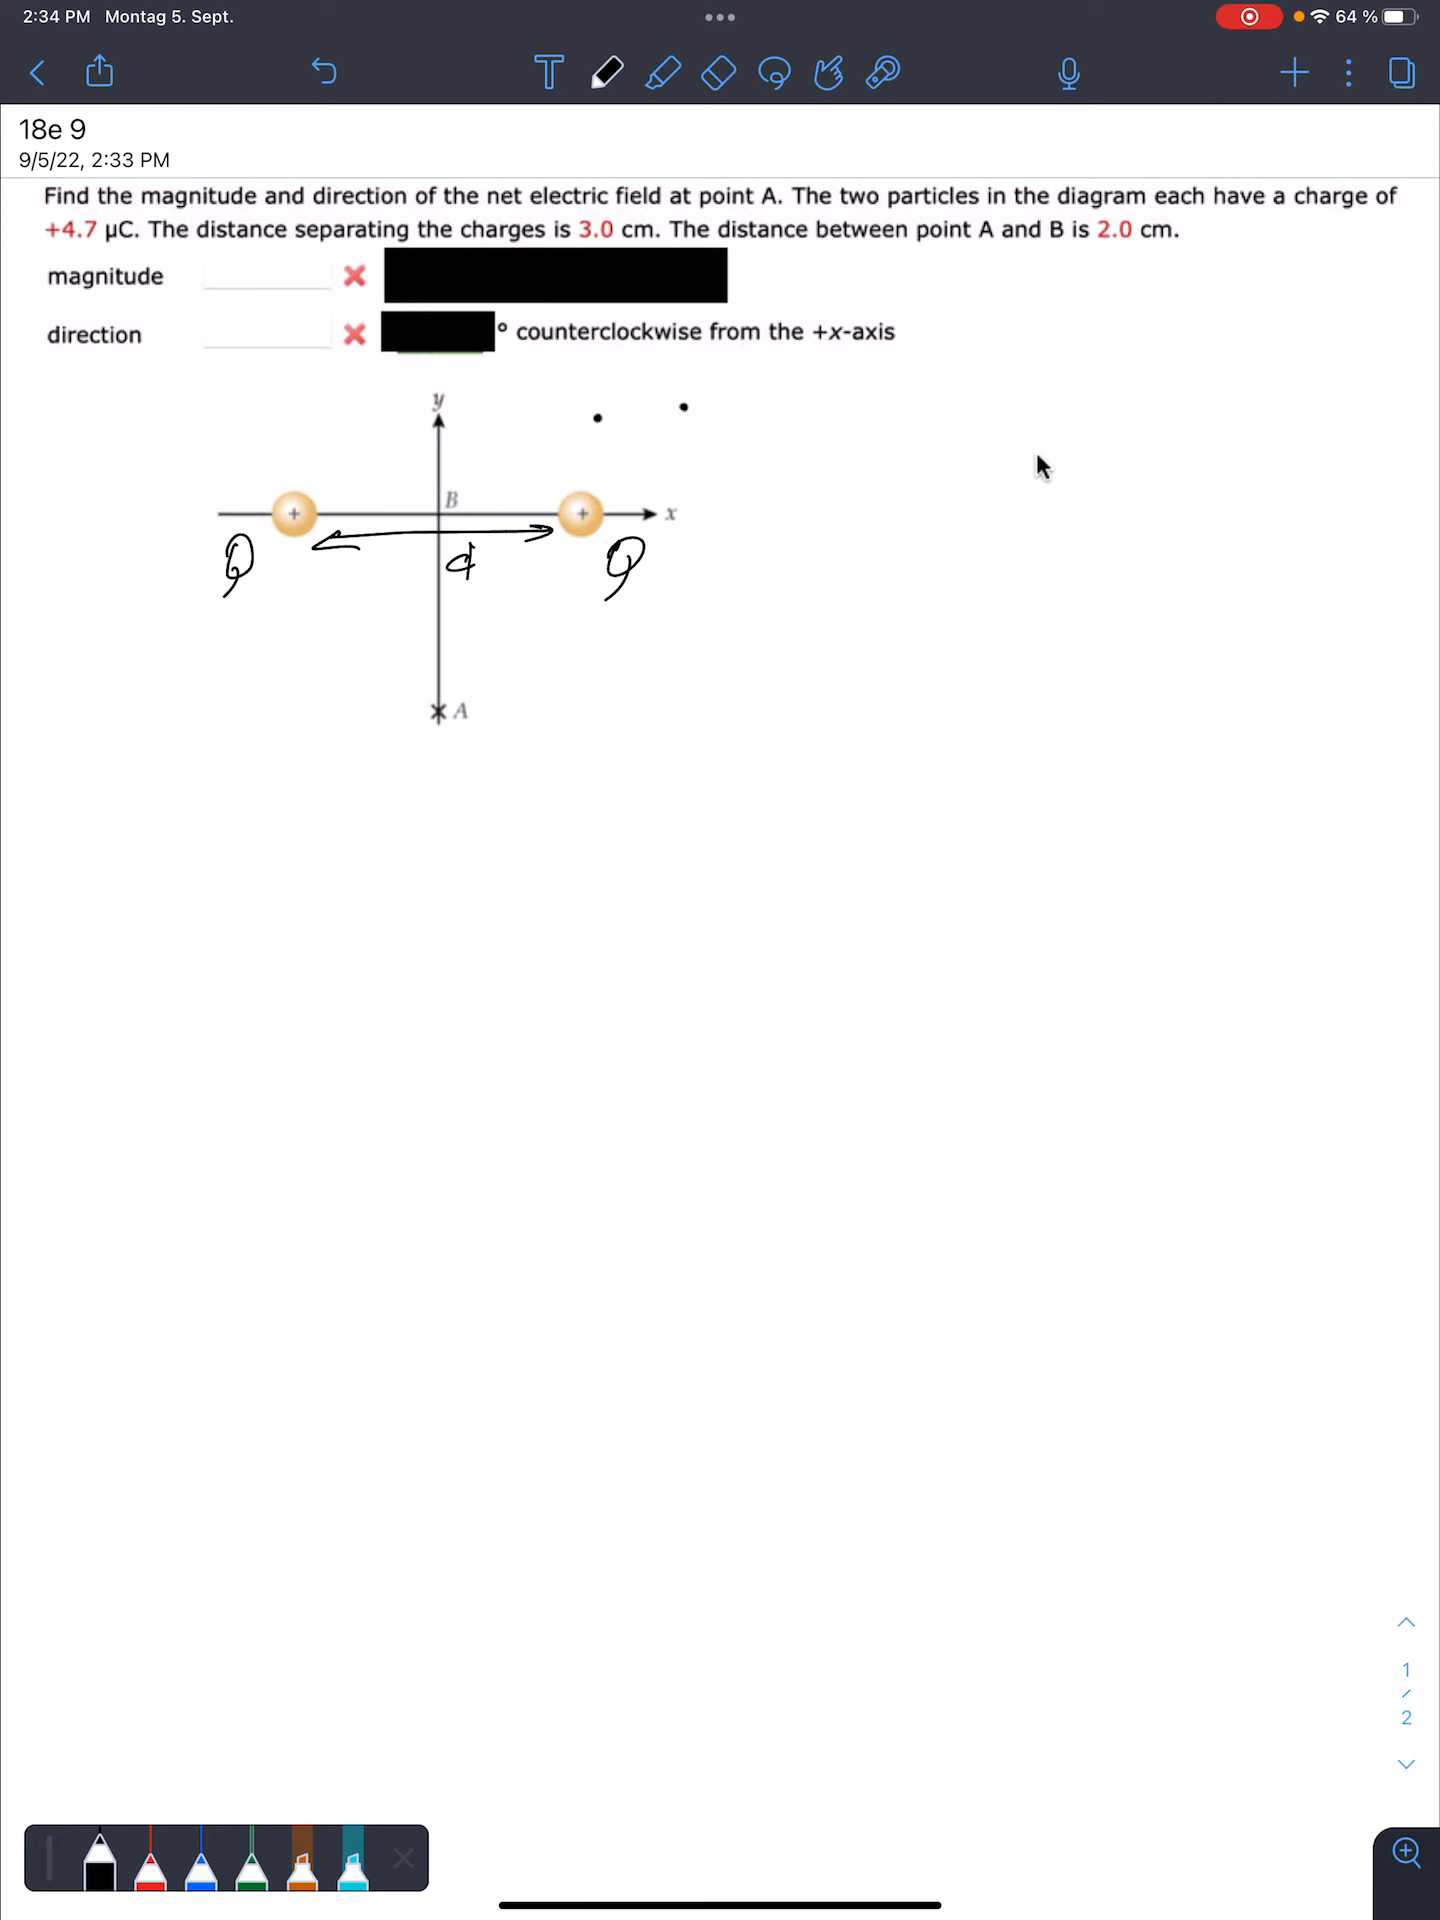 2:34 PM Montag 5. Sept.
64 %
T
18e 9
9/5/22, 2:33 PM
Find the magnitude and direction of the net electric field at point A. The two particles in the diagram each have a charge of
+4.7 µC. The distance separating the charges is 3.0 cm. The distance between point A and B is 2.0 cm.
magnitude
direction
° counterclockwise from the +x-axis
y
B
+
+
x
Q
d
Q
A
1
/
2